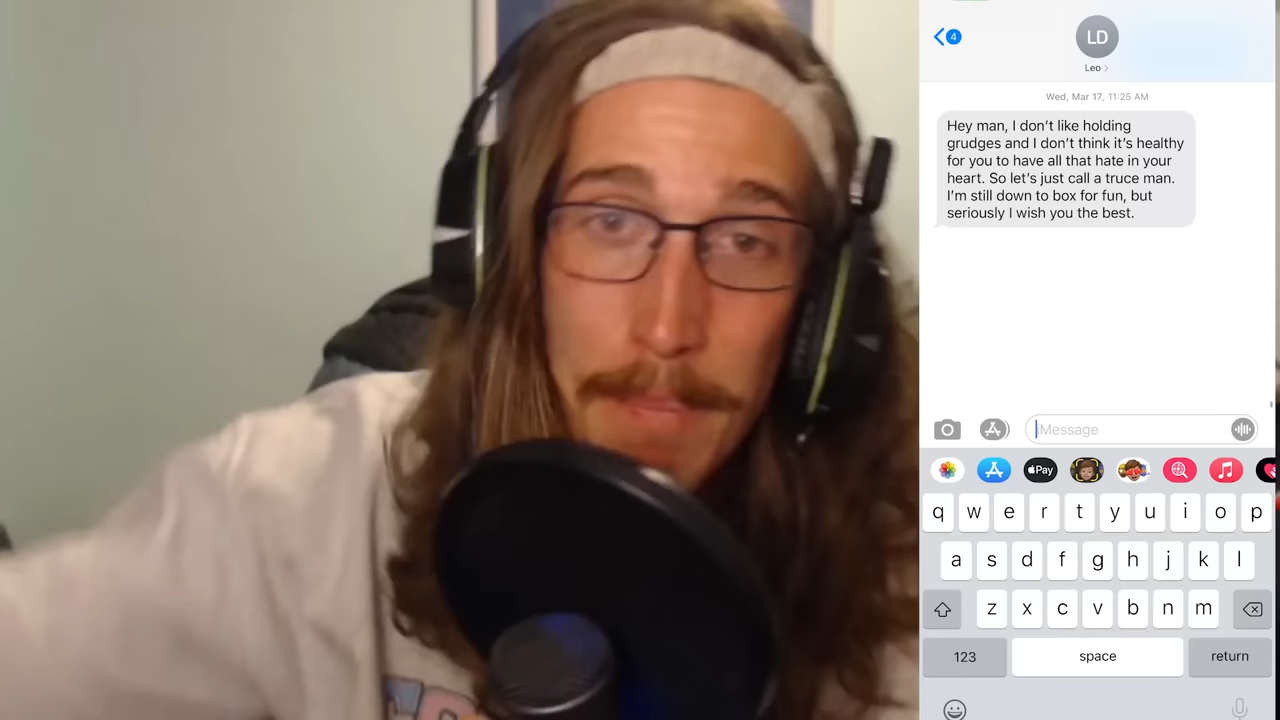 4
LD
Leo
Wed, Mar 17, 11:25 AM
Hey man, I don't like holding
grudges and I don't think it's healthy
for you to have all that hate in your
heart. So let's just call a truce man.
I'm still down to box for fun, but
seriously I wish you the best.
iMessage
Pay
q w e r t y u i o p
a s d f g h j k l
z x c v b n m
123 space return